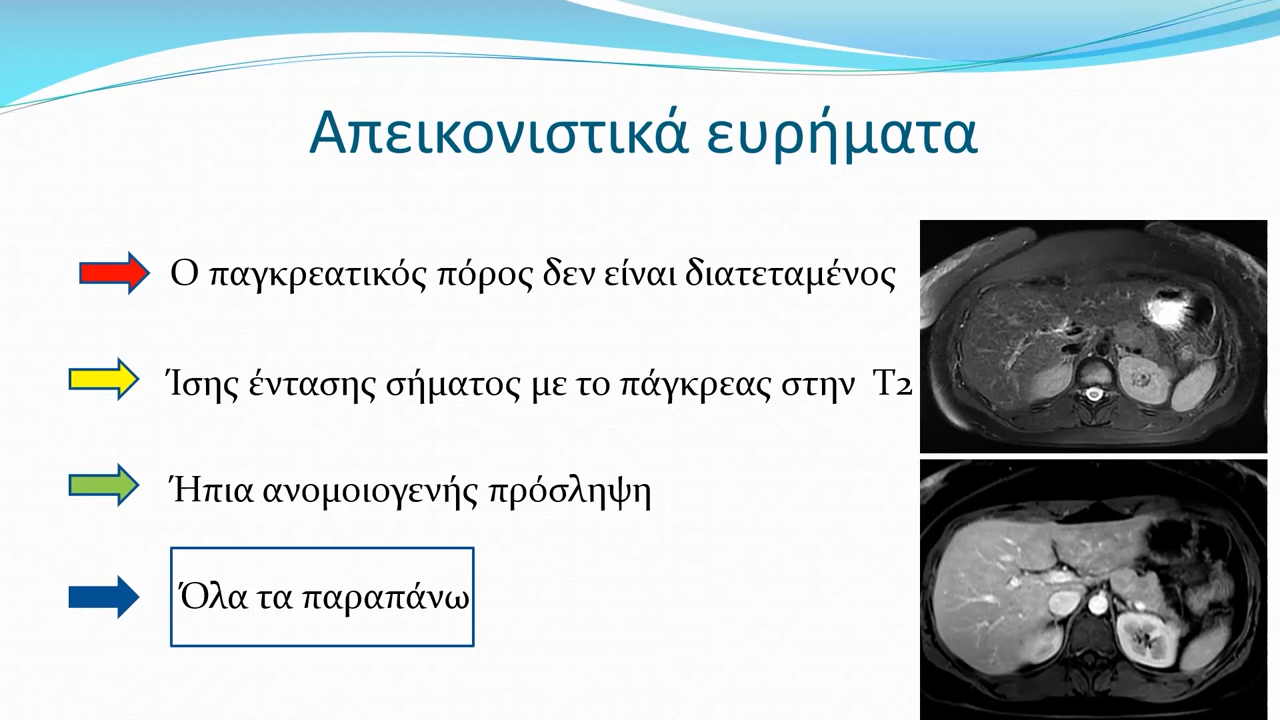 Απεικονιστικά ευρήματα
Ο παγκρεατικός πόρος δεν είναι διατεταμένος
Ίσης έντασης σήματος με το πάγκρεας στην Τ2
Ήπια ανομοιογενής πρόσληψη
Όλα τα παραπάνω